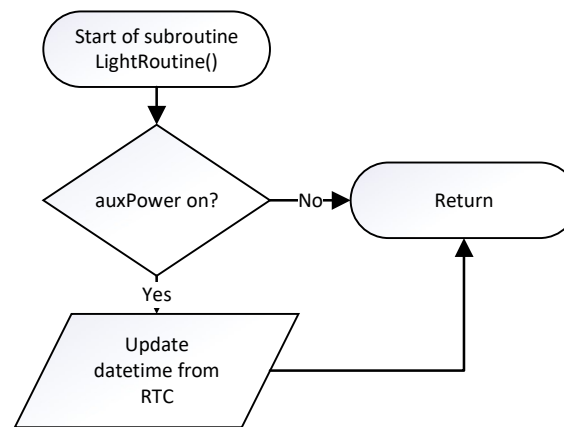 Start of subroutine
LightRoutine()
auxPower on?
No
Return
Yes
Update
datetime from
RTC